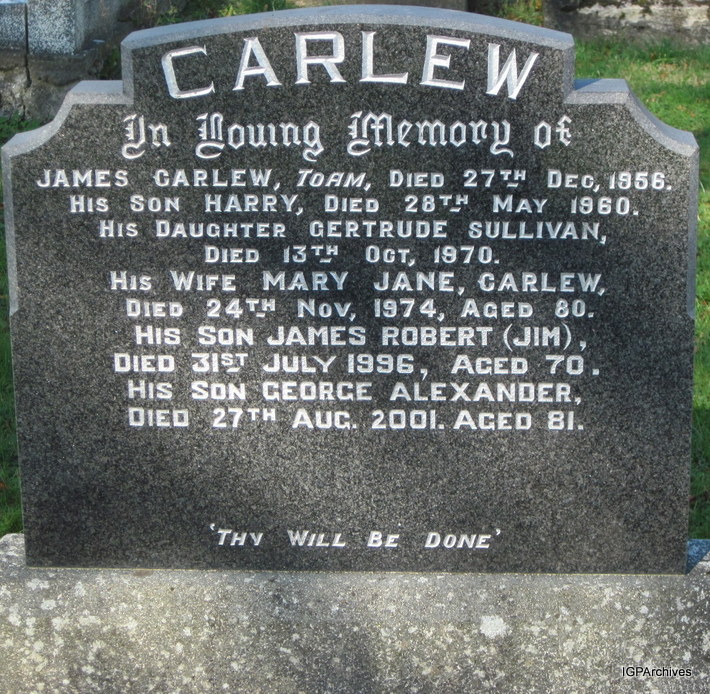 CARLEW
In Loving Memory of
JAMES CARLEW, TOAM, DIED 27TH DEC, 1956.
HIS SON HARRY, DIED 28TH MAY 1960.
HIS DAUGHTER GERTRUDE SULLIVAN,
DIED 13TH OCT, 1970.
HIS WIFE MARY JANE, CARLEW,
DIED 24TH NOV, 1974, AGED 80.
HIS SON JAMES ROBERT (JIM),
DIED 31ST JULY 1996, AGED 70.
HIS SON GEORGE ALEXANDER,
DIED 27TH AUG. 2001. AGED 81.
'THY WILL BE DONE'
IGPArchives